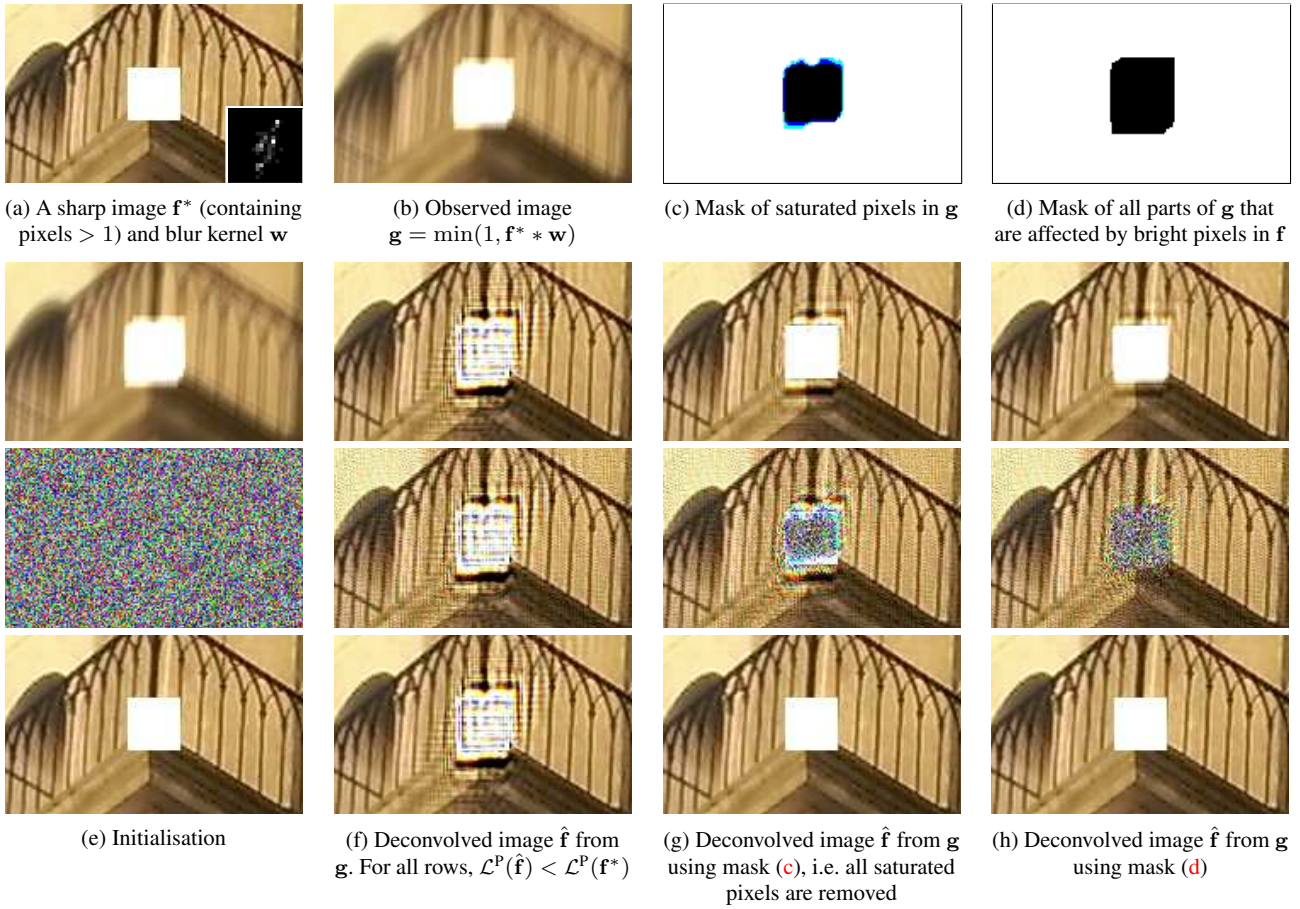 (a) A sharp image f* (containing
pixels > 1) and blur kernel w
(b) Observed image
g = min(1, f* * w)
(c) Mask of saturated pixels in g
(d) Mask of all parts of g that
are affected by bright pixels in f
(e) Initialisation
(f) Deconvolved image f̂ from
g. For all rows, ℒᴾ(f̂) < ℒᴾ(f*)
(g) Deconvolved image f̂ from g
using mask (c), i.e. all saturated
pixels are removed
(h) Deconvolved image f̂ from g
using mask (d)